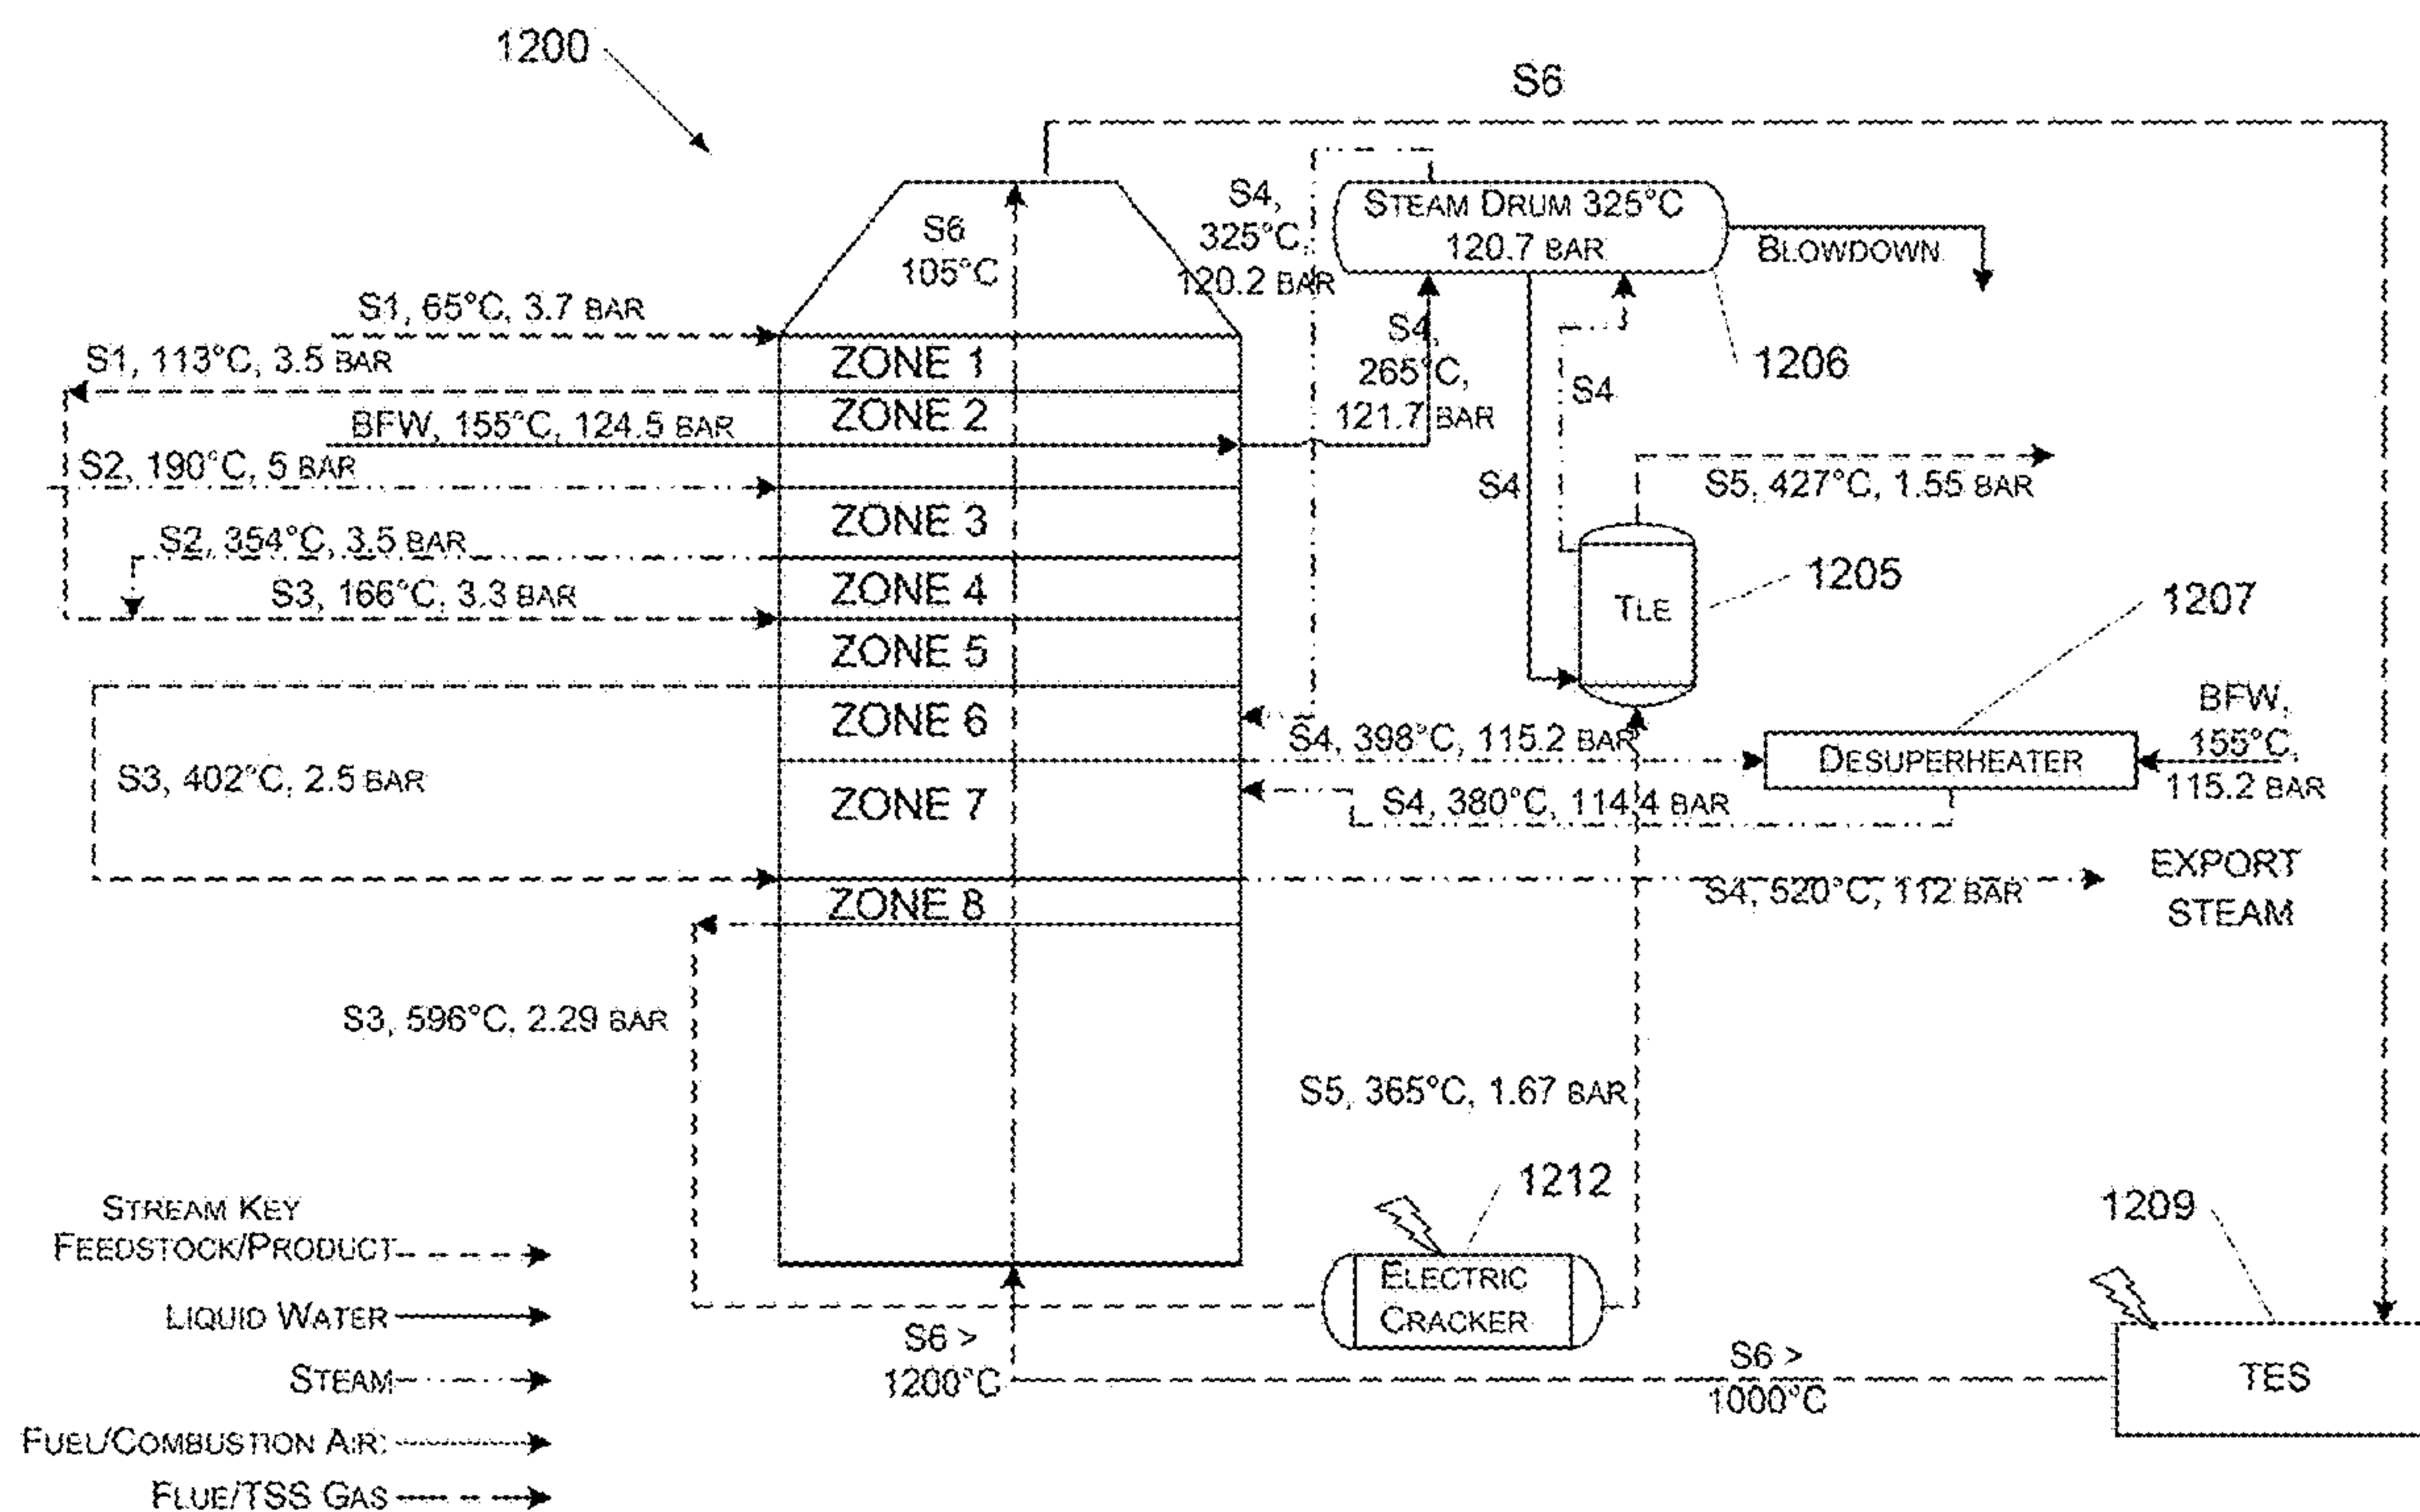 1200
S6
S6
105°C
S4,
325°C,
120.2 BAR
STEAM DRUM 325°C
120.7 BAR
BLOWDOWN
1206
S1, 65°C, 3.7 BAR
S1, 113°C, 3.5 BAR
ZONE 1
S4,
265°C,
121.7 BAR
S4
BFW, 155°C, 124.5 BAR
ZONE 2
S2, 190°C, 5 BAR
S4
S5, 427°C, 1.55 BAR
ZONE 3
S2, 354°C, 3.5 BAR
ZONE 4
S3, 166°C, 3.3 BAR
TLE
1205
1207
ZONE 5
ZONE 6
S4, 398°C, 115.2 BAR
DESUPERHEATER
BFW,
155°C,
115.2 BAR
S3, 402°C, 2.5 BAR
ZONE 7
S4, 380°C, 114.4 BAR
ZONE 8
S4, 520°C, 112 BAR
EXPORT
STEAM
S3, 596°C, 2.29 BAR
S5, 365°C, 1.67 BAR
1212
1209
ELECTRIC
CRACKER
S6 >
1200°C
S6 >
1000°C
TES
STREAM KEY
FEEDSTOCK/PRODUCT
LIQUID WATER
STEAM
FUEL/COMBUSTION AIR
FLUE/TSS GAS